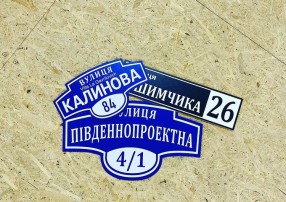 ВУЛИЦЯ
КАЛИНОВА
84
ШИМЧИКА
26
ВУЛИЦЯ
ПІВДЕННОПРОЕКТНА
4/1